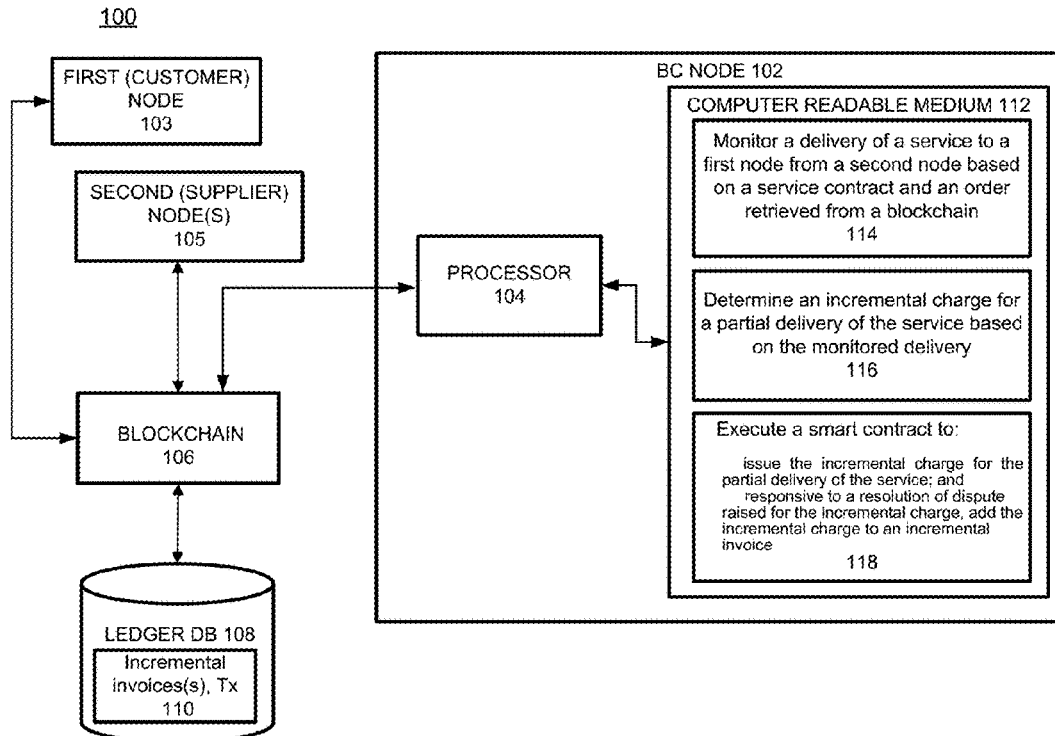 100
FIRST (CUSTOMER)
NODE
103
SECOND (SUPPLIER)
NODE(S)
105
BLOCKCHAIN
106
LEDGER DB 108
Incremental
invoices(s), Tx
110
BC NODE 102
PROCESSOR
104
COMPUTER READABLE MEDIUM 112
Monitor a delivery of a service to a
first node from a second node based
on a service contract and an order
retrieved from a blockchain
114
Determine an incremental charge for
a partial delivery of the service based
on the monitored delivery
116
Execute a smart contract to:
issue the incremental charge for the
partial delivery of the service; and
responsive to a resolution of dispute
raised for the incremental charge, add the
incremental charge to an incremental
invoice
118